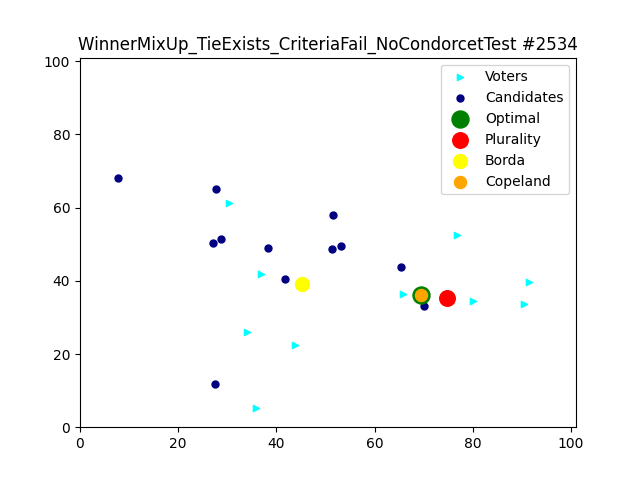 WinnerMixUp_TieExists_CriteriaFail_NoCondorcetTest #2534
100
80
60
40
20
0
Voters
Candidates
Optimal
Plurality
Borda
Copeland
0 20 40 60 80 100